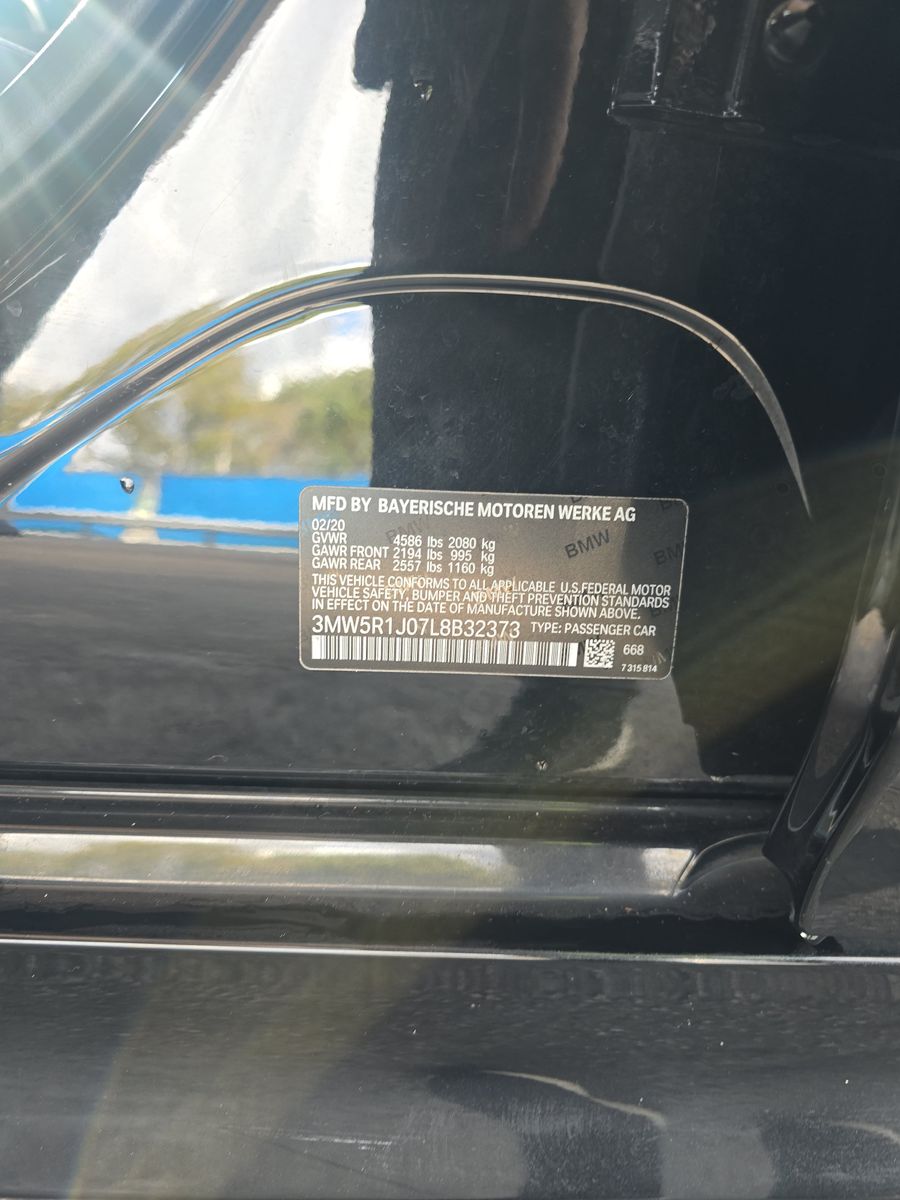 MFD BY BAYERISCHE MOTOREN WERKE AG
02/20
GVWR 4586 lbs 2080 kg
GAWR FRONT 2194 lbs 995 kg
GAWR REAR 2557 lbs 1160 kg
THIS VEHICLE CONFORMS TO ALL APPLICABLE U.S.FEDERAL MOTOR
VEHICLE SAFETY, BUMPER AND THEFT PREVENTION STANDARDS
IN EFFECT ON THE DATE OF MANUFACTURE SHOWN ABOVE.
3MW5R1J07L8B32373 TYPE: PASSENGER CAR
668
7 315 814
BMW
BMW
BMW